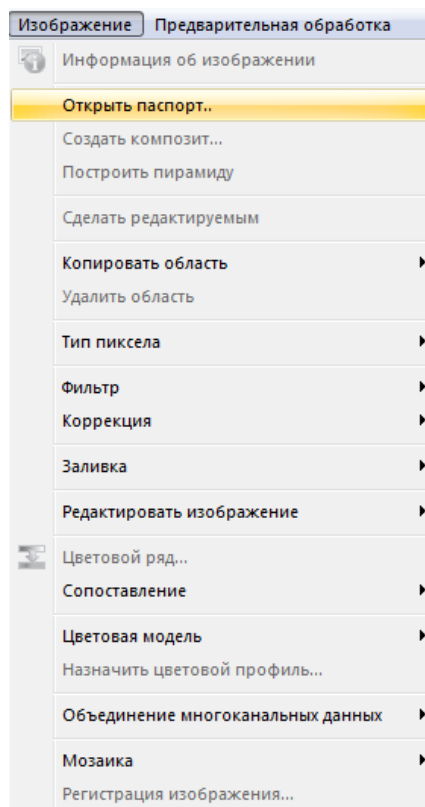 Изображение Предварительная обработка
Информация об изображении
Открыть паспорт..
Создать композит...
Построить пирамиду
Сделать редактируемым
Копировать область
Удалить область
Тип пиксела
Фильтр
Коррекция
Заливка
Редактировать изображение
Цветовой ряд...
Сопоставление
Цветовая модель
Назначить цветовой профиль...
Объединение многоканальных данных
Мозаика
Регистрация изображения...